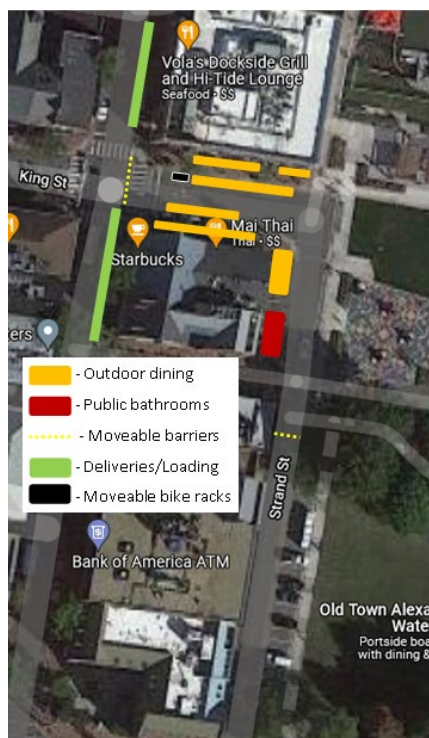 Vola's Dockside Grill
and Hi-Tide Lounge
Seafood · $$
King St
Mai Thai
Thai · $$
Starbucks
ters
- Outdoor dining
- Public bathrooms
- Moveable barriers
- Deliveries/Loading
- Moveable bike racks
Strand St
Bank of America ATM
Old Town Alexa
Wate
Portside boa
with dining &